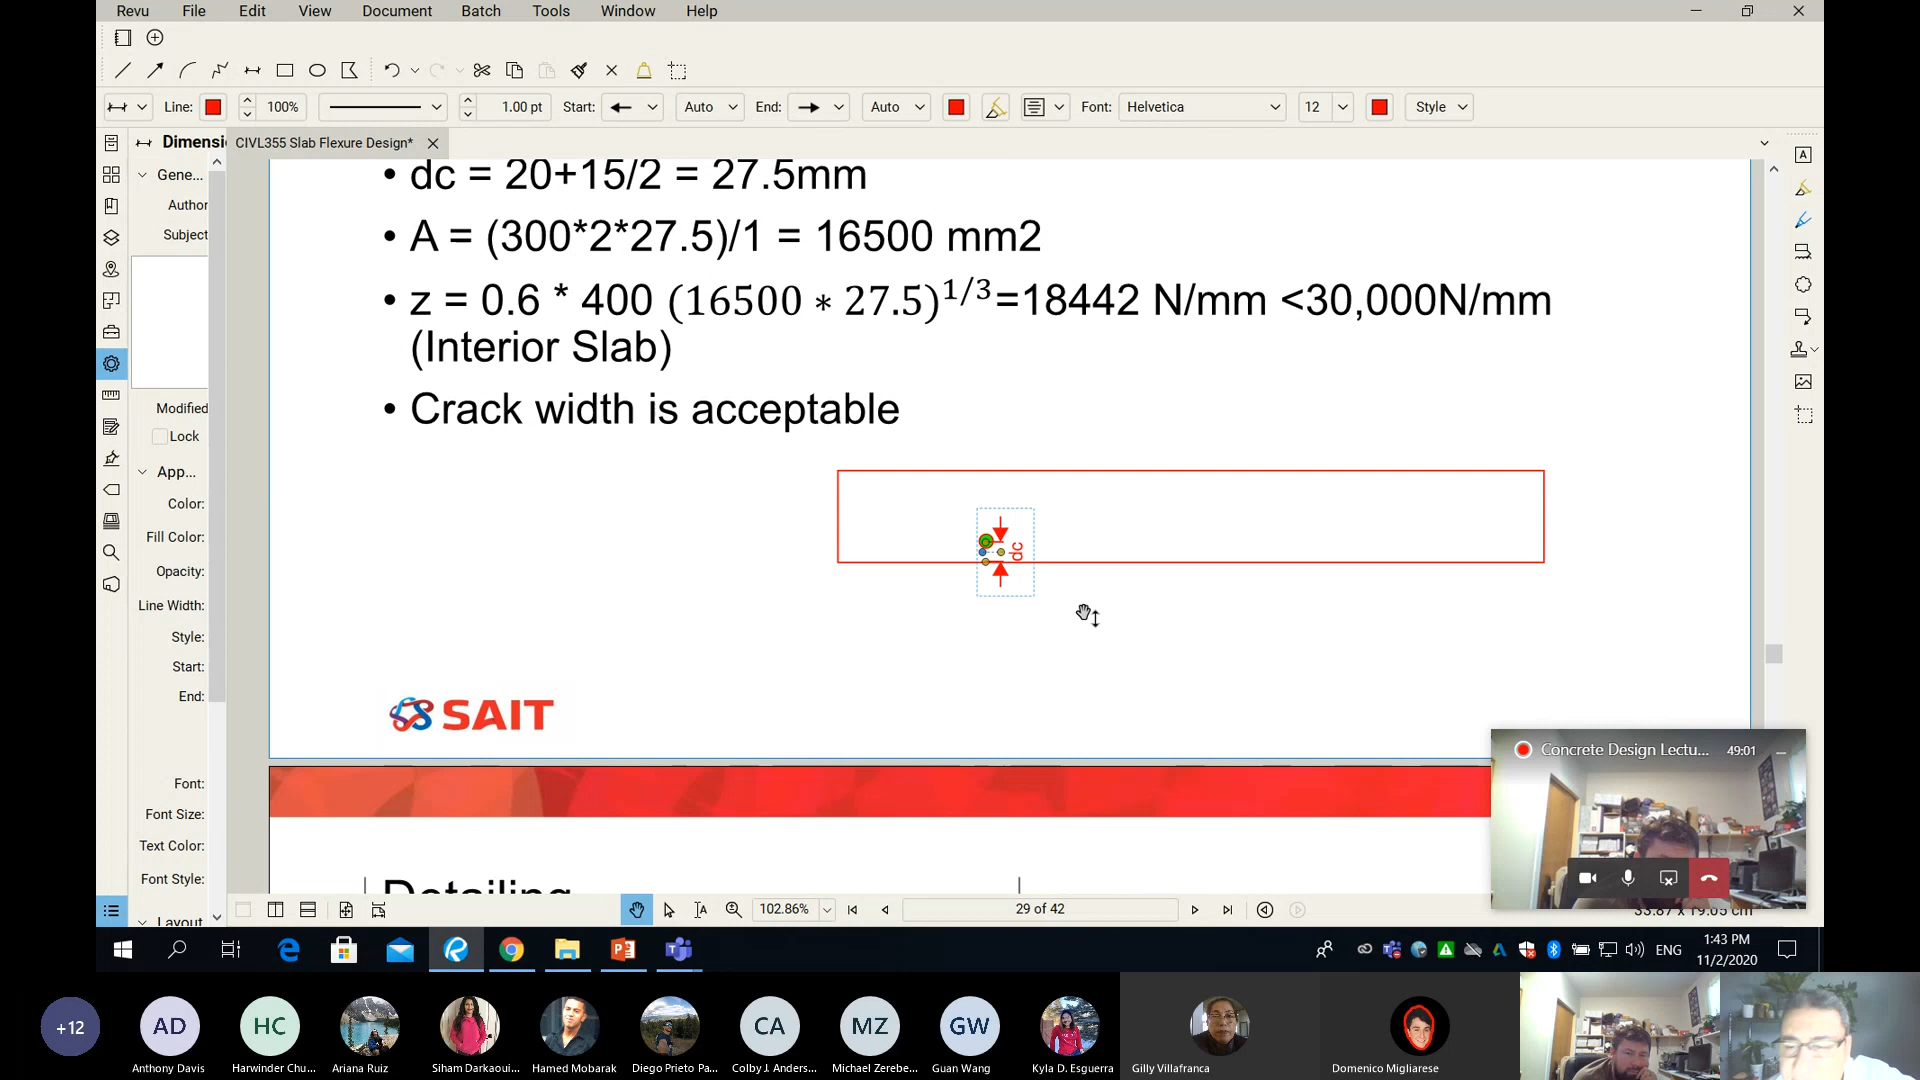 Revu File Edit View Document Batch Tools Window Help
Line: 100% 1.00 pt Start: Auto End: Auto Font: Helvetica 12 Style
Dimensi
CIVL355 Slab Flexure Design*
Gene...
Author
Subject
Modified
Lock
App...
Color:
Fill Color:
Opacity:
Line Width:
Style:
Start:
End:
Font:
Font Size:
Text Color:
Font Style:
Layout
• dc = 20+15/2 = 27.5mm
• A = (300*2*27.5)/1 = 16500 mm2
• z = 0.6 * 400 (16500 ∗ 27.5)^1/3=18442 N/mm <30,000N/mm
(Interior Slab)
• Crack width is acceptable
dc
SAIT
Detailing
Concrete Design Lectu... 49:01
102.86% 29 of 42 33.87 x 19.05 cm
ENG
1:43 PM
11/2/2020
+12
AD
HC
CA
MZ
GW
Anthony Davis
Harwinder Chu...
Ariana Ruiz
Siham Darkaoui...
Hamed Mobarak
Diego Prieto Pa...
Colby J. Anders...
Michael Zerebe...
Guan Wang
Kyla D. Esguerra
Gilly Villafranca
Domenico Migliarese